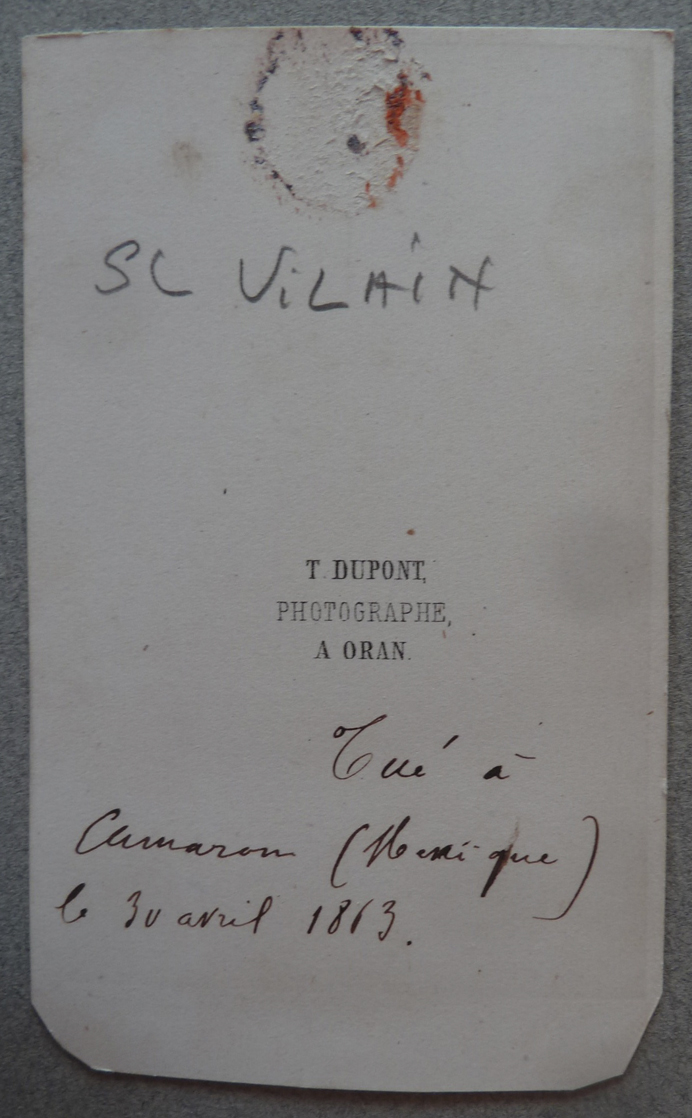 SL ViLAiN
T. DUPONT,
PHOTOGRAPHE,
A ORAN.
Tué à
Camaron (Mexique)
le 30 avril 1863.